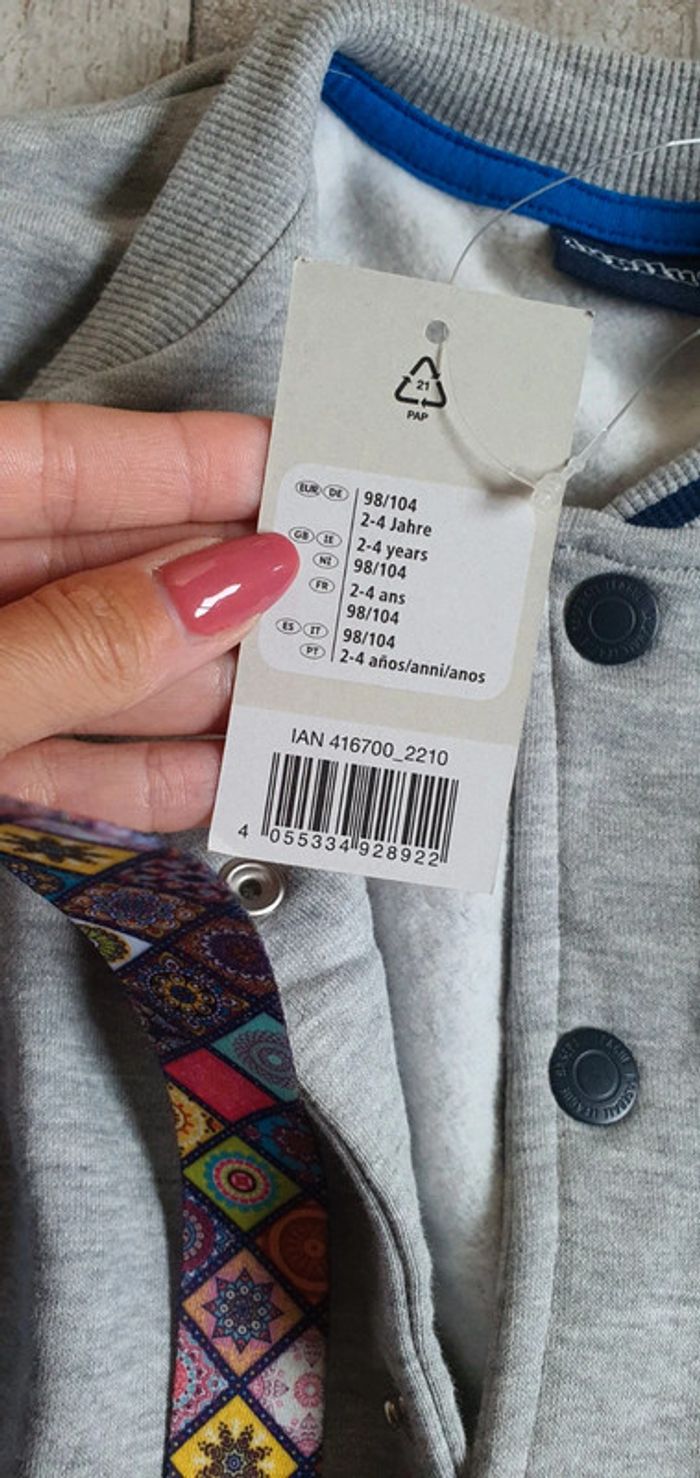 21
PAP
EUR DE 98/104
2-4 Jahre
GB IE 2-4 years
NI 98/104
FR 2-4 ans
98/104
ES IT 98/104
PT 2-4 años/anni/anos
IAN 416700_2210
4 055334 928922